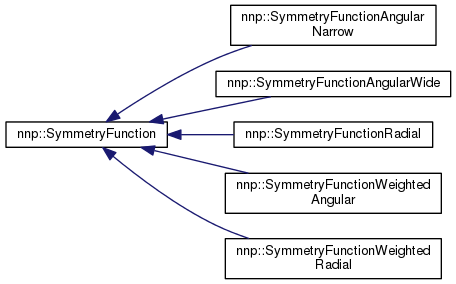 nnp::SymmetryFunctionAngular
Narrow
nnp::SymmetryFunctionAngularWide
nnp::SymmetryFunction
nnp::SymmetryFunctionRadial
nnp::SymmetryFunctionWeighted
Angular
nnp::SymmetryFunctionWeighted
Radial